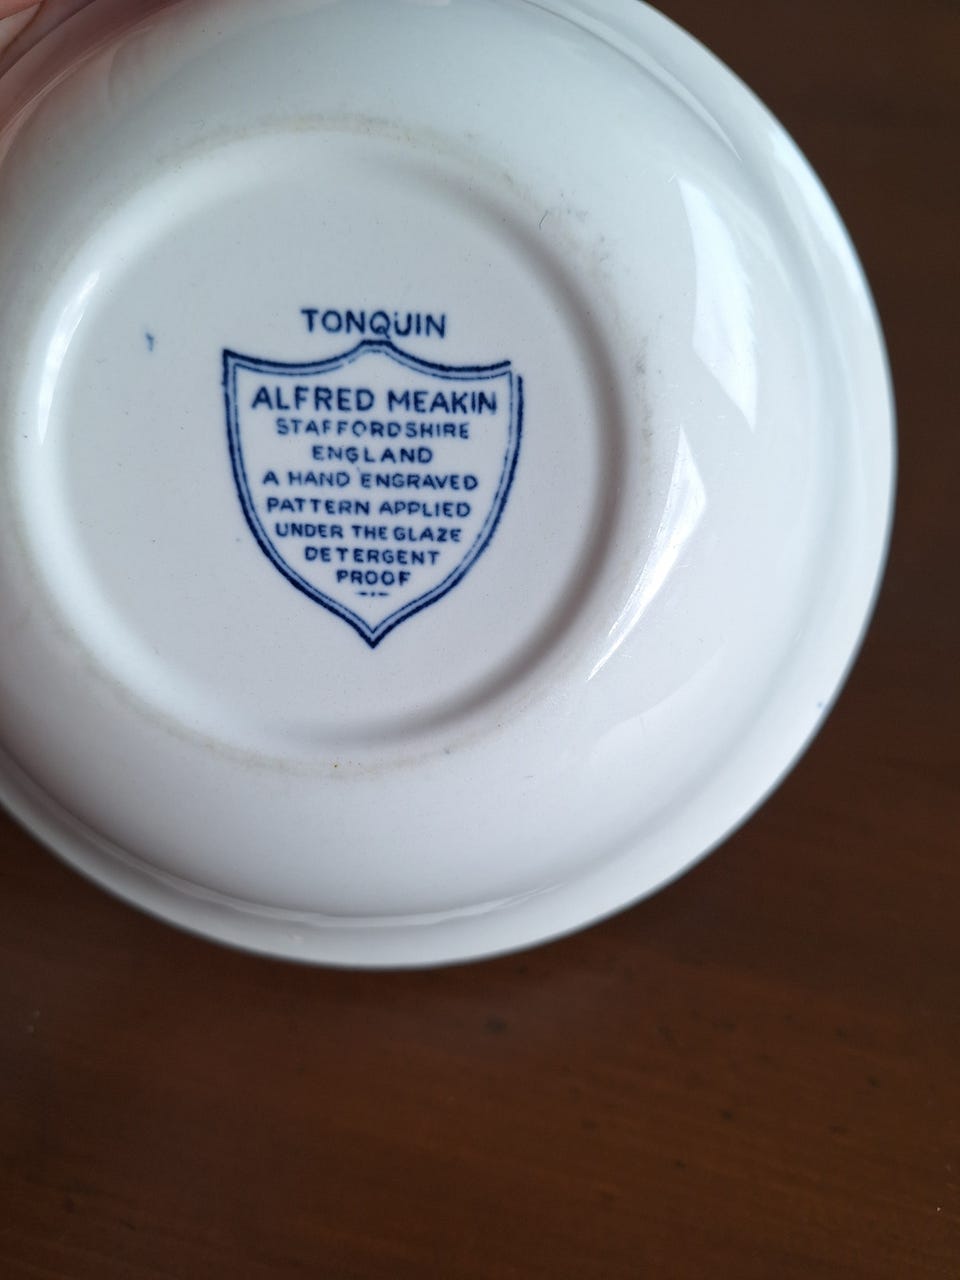 TONQUIN
ALFRED MEAKIN
STAFFORDSHIRE
ENGLAND
A HAND ENGRAVED
PATTERN APPLIED
UNDER THE GLAZE
DETERGENT
PROOF